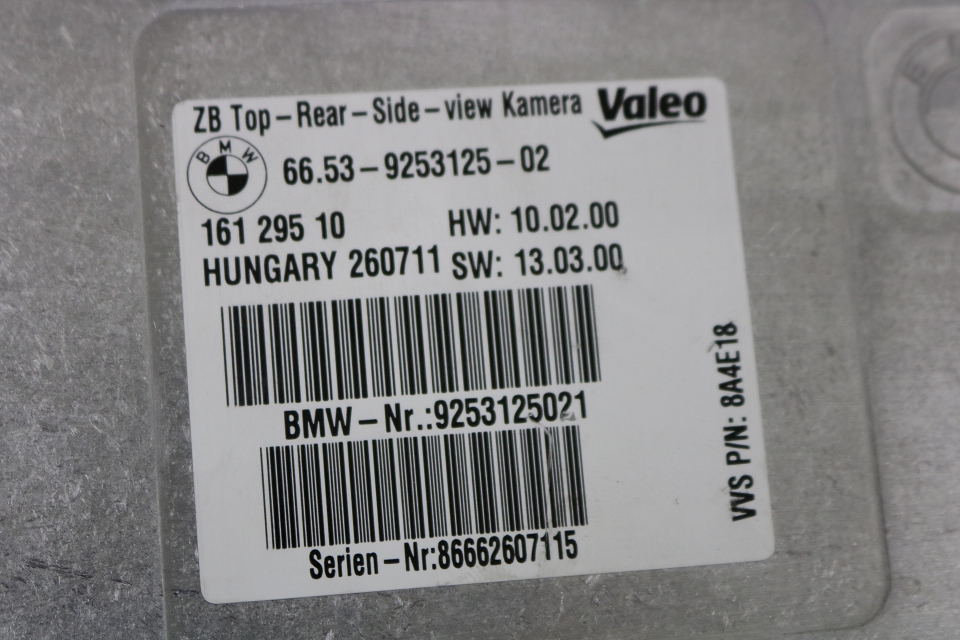 ZB Top-Rear-Side-view Kamera Valeo
BMW 66.53-9253125-02
161 295 10 HW: 10.02.00
HUNGARY 260711 SW: 13.03.00
BMW-Nr.:9253125021
Serien-Nr:86662607115
VVS P/N: 8A4E18